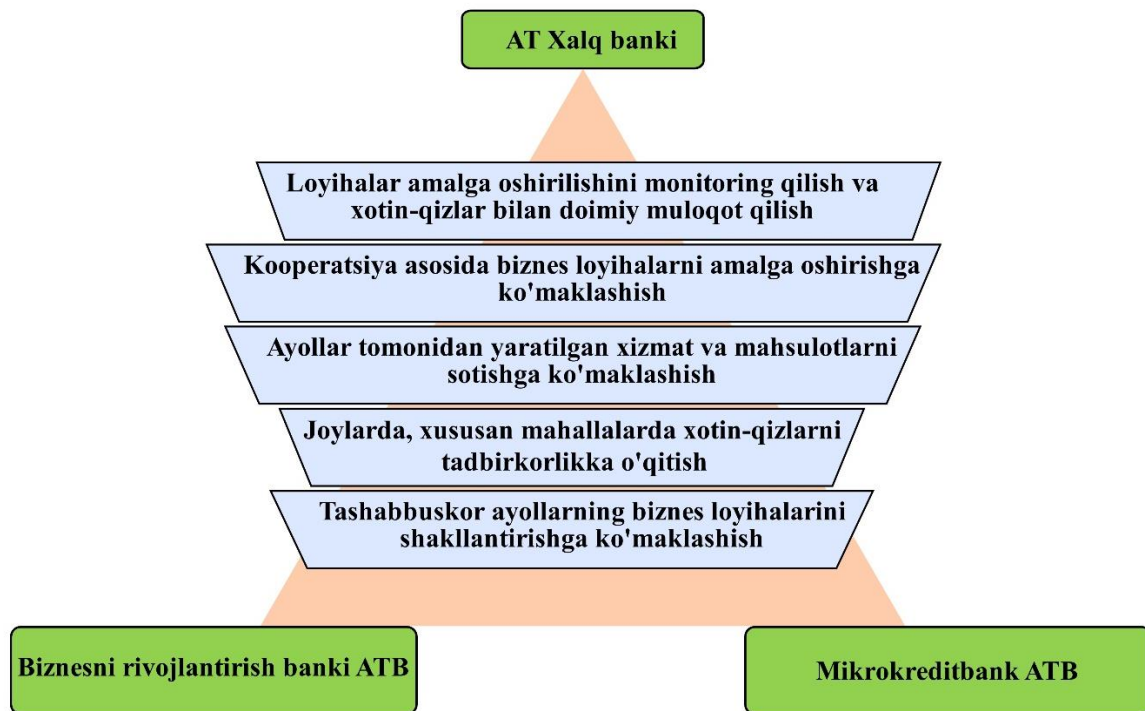 AT Xalq banki
Loyihalar amalga oshirilishini monitoring qilish va
xotin-qizlar bilan doimiy muloqot qilish
Kooperatsiya asosida biznes loyihalarni amalga oshirishga
ko'maklashish
Ayollar tomonidan yaratilgan xizmat va mahsulotlarni
sotishga ko'maklashish
Joylarda, xususan mahallalarda xotin-qizlarni
tadbirkorlikka o'qitish
Tashabbuskor ayollarning biznes loyihalarini
shakllantirishga ko'maklashish
Biznesni rivojlantirish banki ATB
Mikrokreditbank ATB